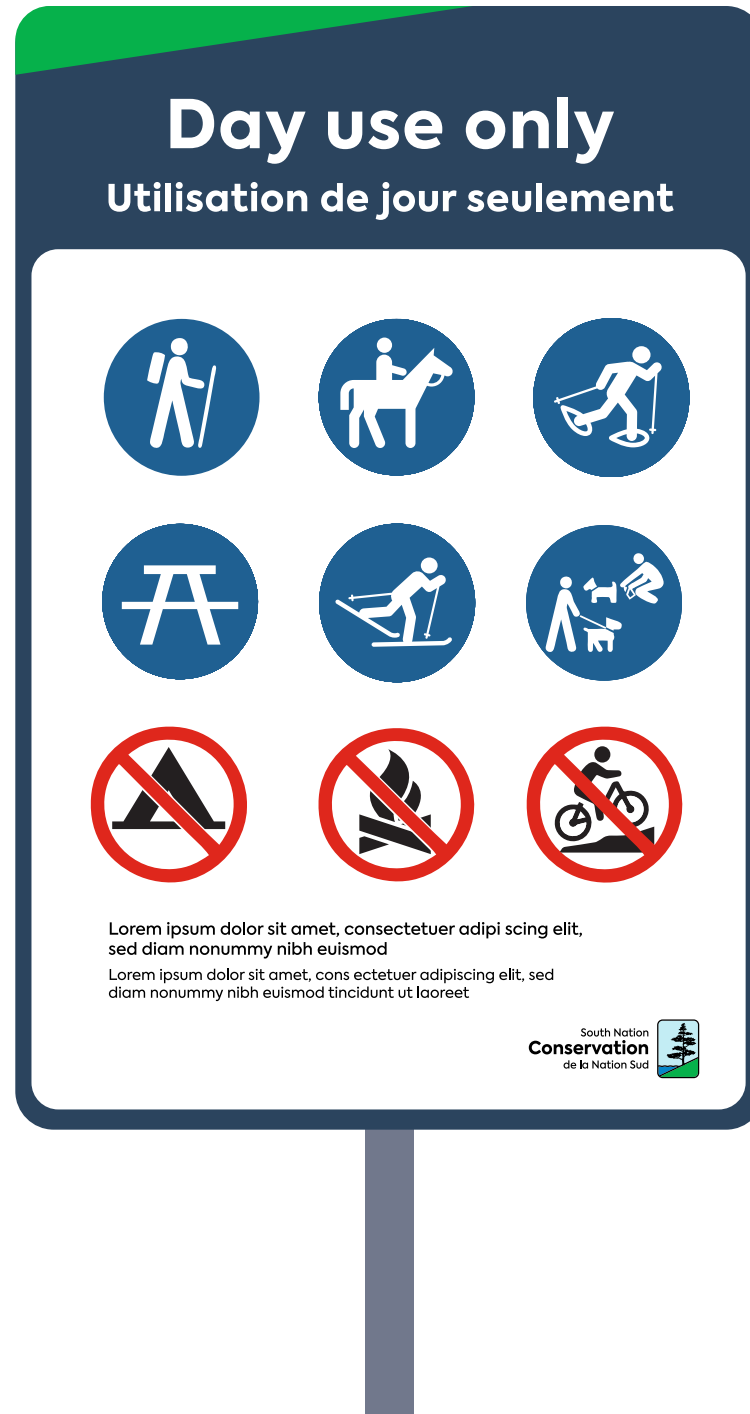 Day use only
Utilisation de jour seulement
Lorem ipsum dolor sit amet, consectetuer adipi scing elit,
sed diam nonummy nibh euismod
Lorem ipsum dolor sit amet, cons ectetuer adipiscing elit, sed
diam nonummy nibh euismod tincidunt ut laoreet
South Nation
Conservation
de la Nation Sud